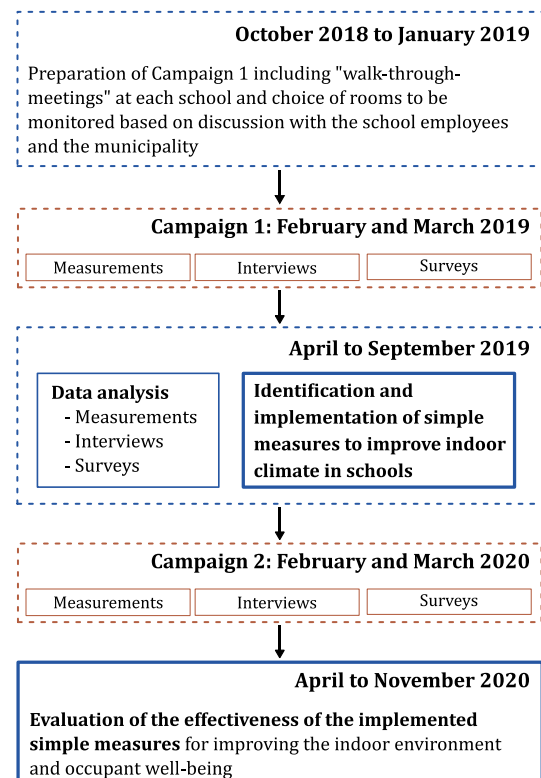 October 2018 to January 2019
Preparation of Campaign 1 including "walk-through-
meetings" at each school and choice of rooms to be
monitored based on discussion with the school employees
and the municipality
Campaign 1: February and March 2019
Measurements
Interviews
Surveys
April to September 2019
Data analysis
- Measurements
- Interviews
- Surveys
Identification and
implementation of simple
measures to improve indoor
climate in schools
Campaign 2: February and March 2020
Measurements
Interviews
Surveys
April to November 2020
Evaluation of the effectiveness of the implemented
simple measures for improving the indoor environment
and occupant well-being